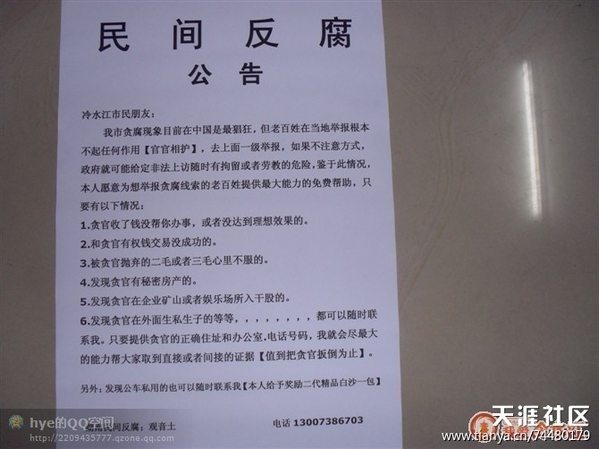 民 间 反 腐
公 告
冷水江市民朋友：
我市贪腐现象目前在中国是最猖狂，但老百姓在当地举报根本
不起任何作用【官官相护】，去上面一级举报，如果不注意方式，
政府就可能给定非法上访随时有拘留或者劳教的危险，鉴于此情况，
本人愿意为想举报贪腐线索的老百姓提供最大能力的免费帮助，只
要有以下情况：
1.贪官收了钱没帮你办事，或者没达到理想效果的。
2.和贪官有权钱交易没成功的。
3.被贪官抛弃的二毛或者三毛心里不服的。
4.发现贪官有秘密房产的。
5.发现贪官在企业矿山或者娱乐场所入干股的。
6.发现贪官在外面生私生子的等等，，，，，，，，都可以随时联
系我。只要提供贪官的正确住址和办公室.电话号码，我就会尽最大
的能力帮大家取到直接或者间接的证据【值到把贪官扳倒为止】。
另外：发现公车私用的也可以随时联系我【本人给予奖励二代精品白沙一包】
民间反腐：观音土 电话 13007386703
hye的QQ空间
http://2209435777.qzone.qq.com
天涯社区
www.tianya.cn/74480179